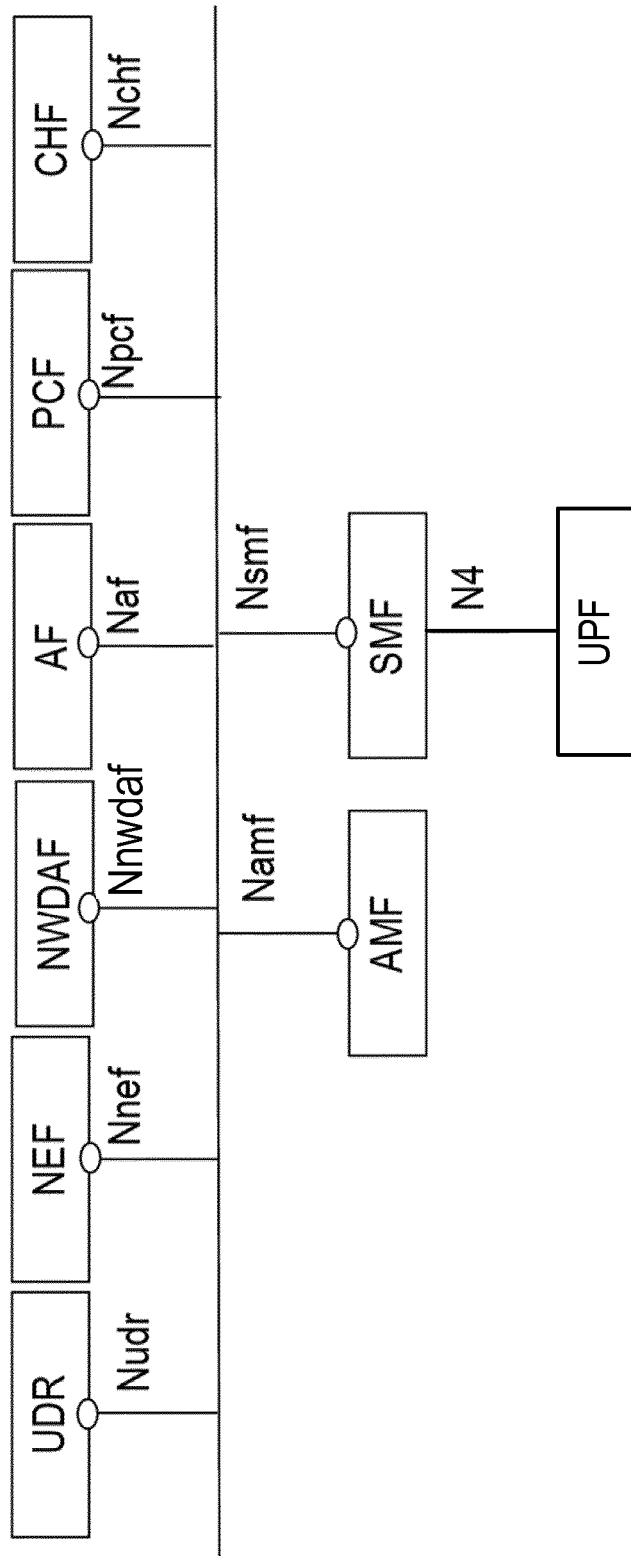 UDR
NEF
NWDAF
AF
PCF
CHF
Nudr
Nnef
Nnwdaf
Naf
Npcf
Nchf
Namf
Nsmf
AMF
SMF
N4
UPF